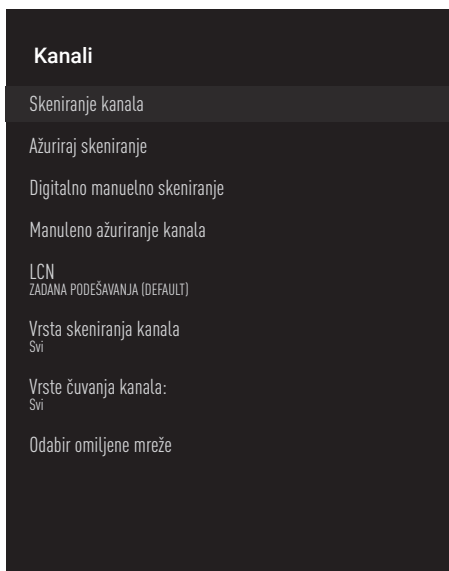 Kanali
Skeniranje kanala
Ažuriraj skeniranje
Digitalno manuelno skeniranje
Manuleno ažuriranje kanala
LCN
ZADANA PODEŠAVANJA (DEFAULT)
Vrsta skeniranja kanala
Svi
Vrste čuvanja kanala:
Svi
Odabir omiljene mreže